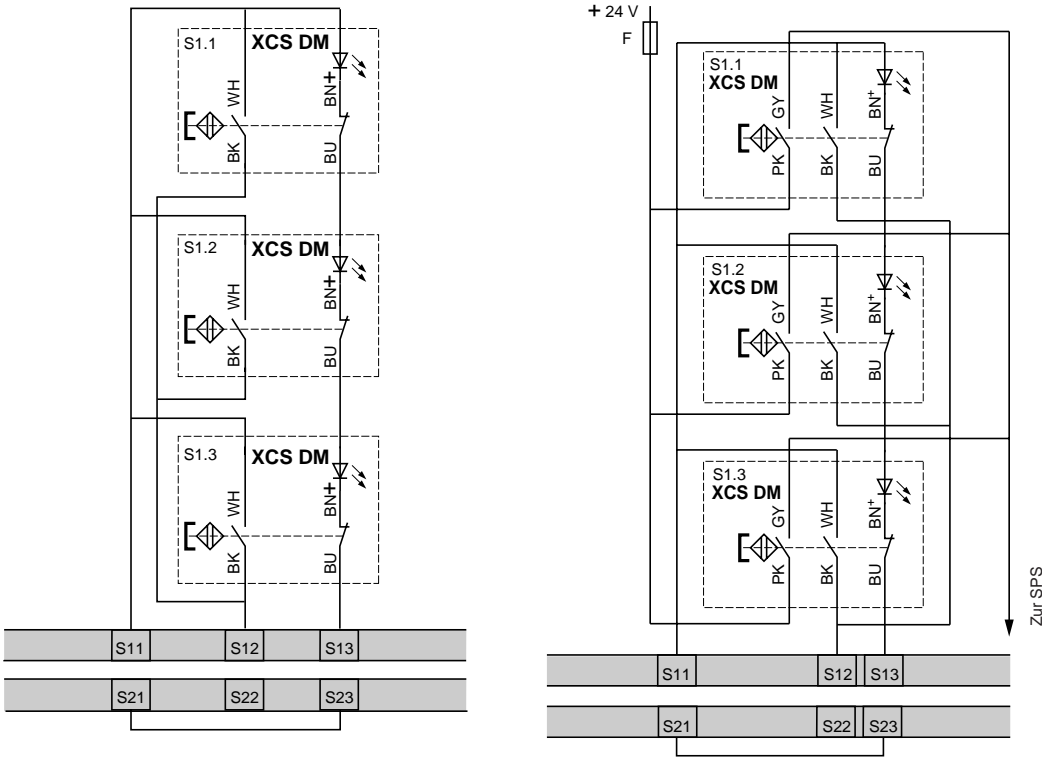 S1.1
XCS DM
WH
BN+
BK
BU
S1.2
XCS DM
WH
BN+
BK
BU
S1.3
XCS DM
WH
BN+
BK
BU
S11
S12
S13
S21
S22
S23
+ 24 V
F
S1.1
XCS DM
GY
WH
BN+
PK
BK
BU
S1.2
XCS DM
GY
WH
BN+
PK
BK
BU
S1.3
XCS DM
GY
WH
BN+
PK
BK
BU
Zur SPS
S11
S12
S13
S21
S22
S23